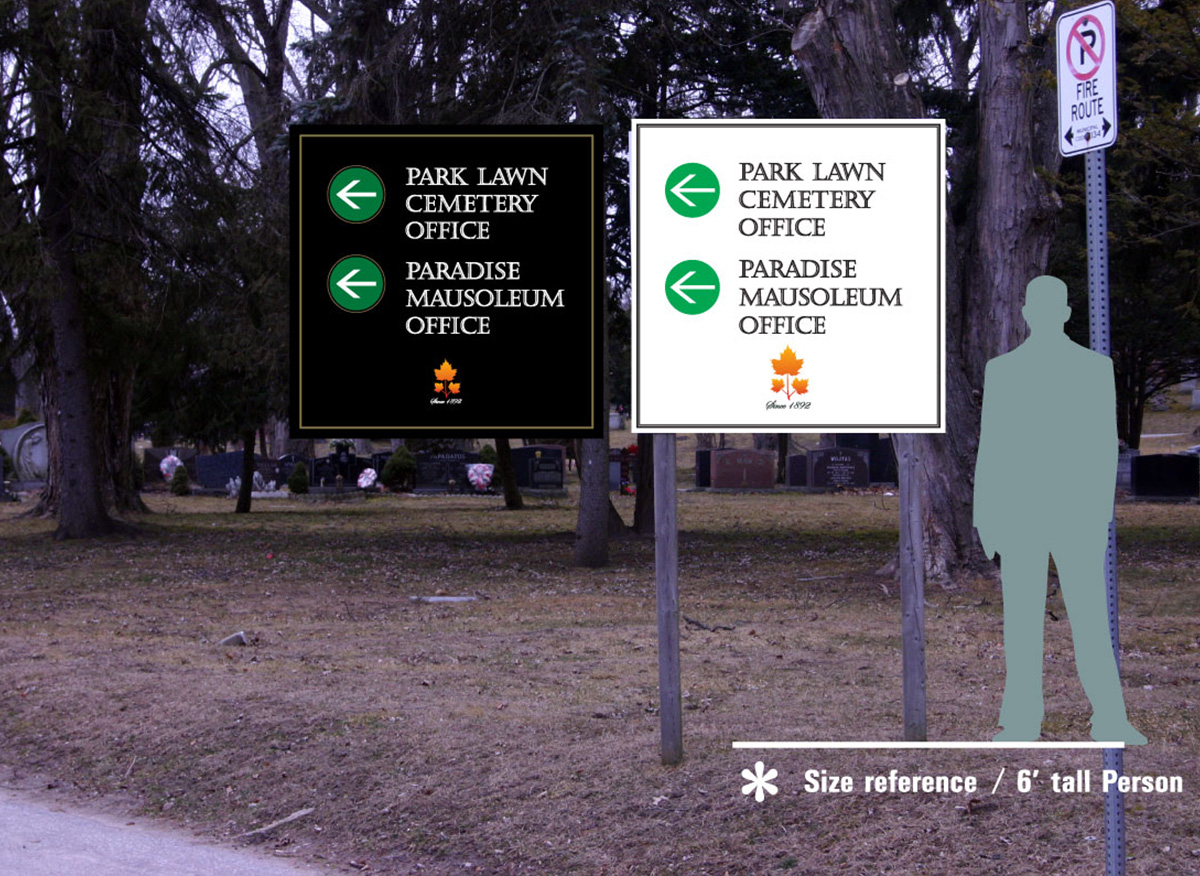 PARK LAWN
CEMETERY
OFFICE
PARADISE
MAUSOLEUM
OFFICE
Since 1892
PARK LAWN
CEMETERY
OFFICE
PARADISE
MAUSOLEUM
OFFICE
Since 1892
P
FIRE
ROUTE
* Size reference / 6' tall Person